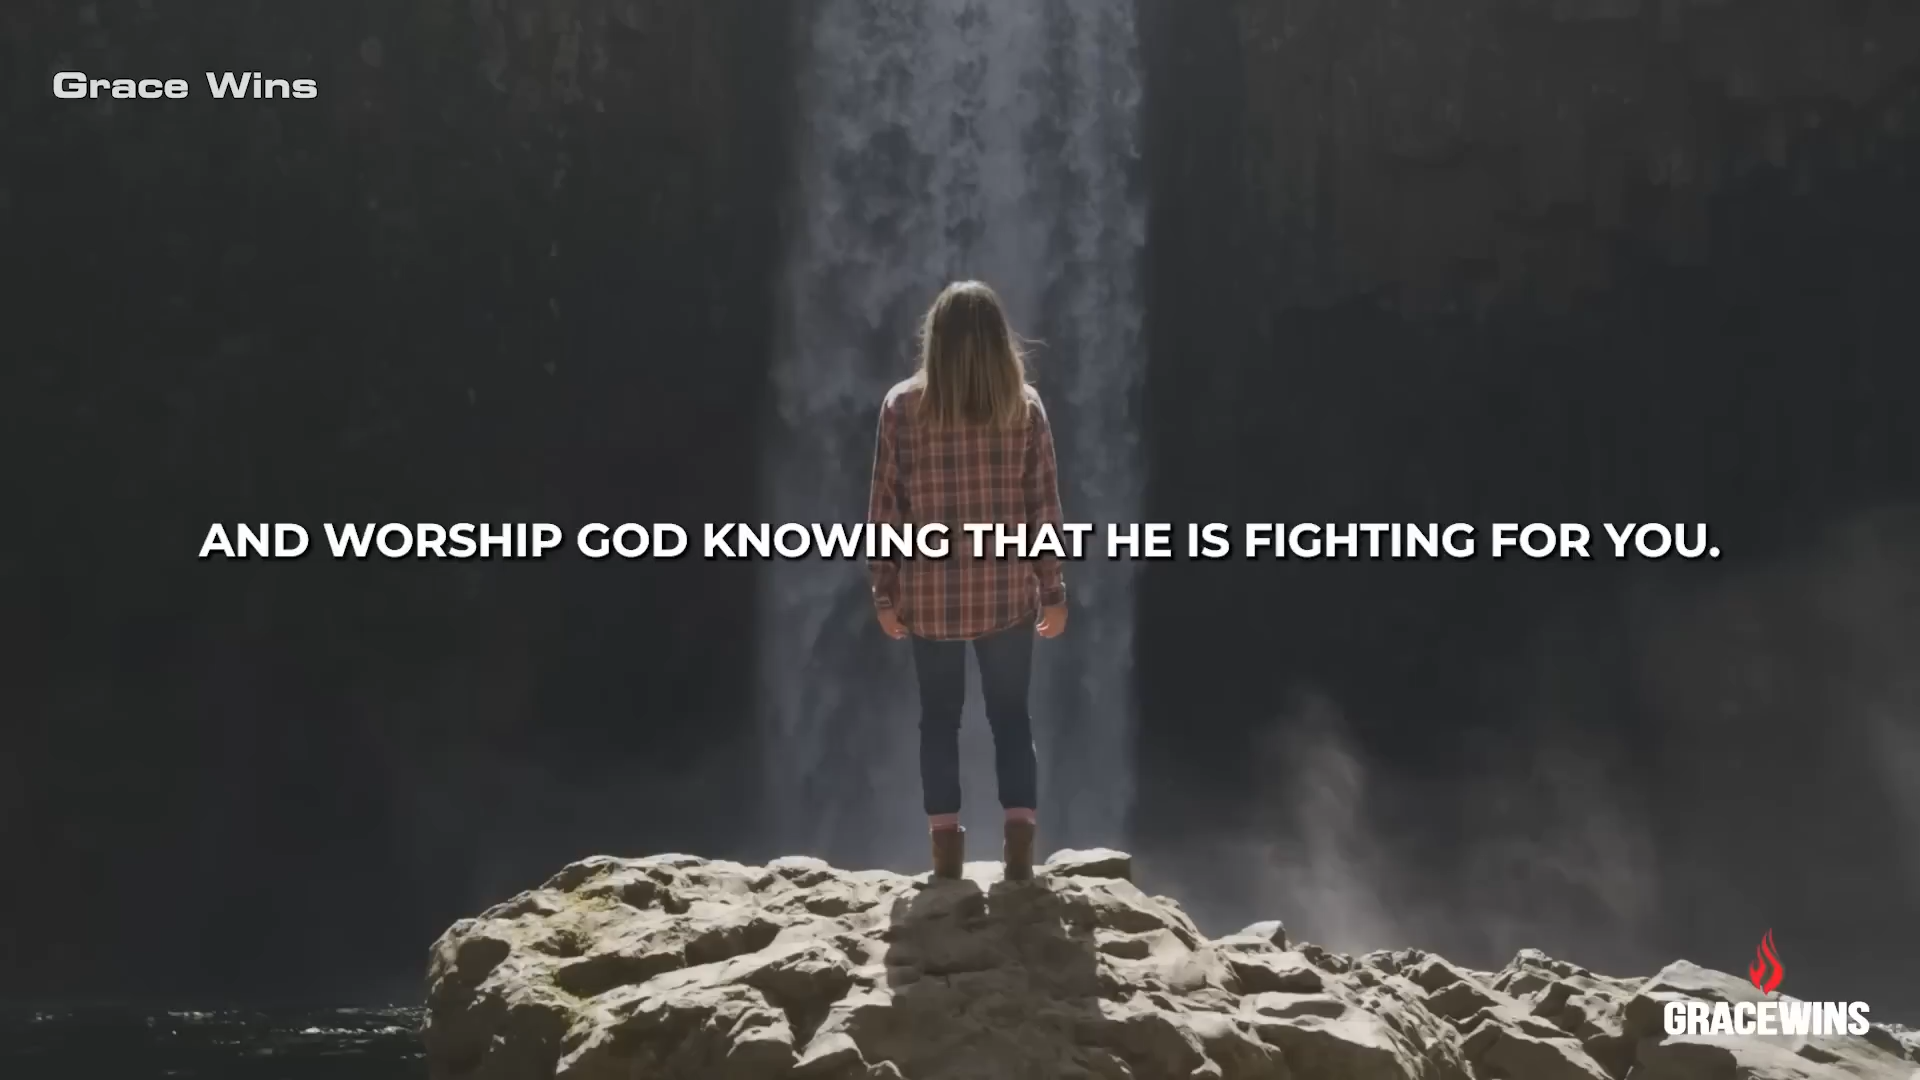 Grace Wins
AND WORSHIP GOD KNOWING THAT HE IS FIGHTING FOR YOU.
GRACEWINS